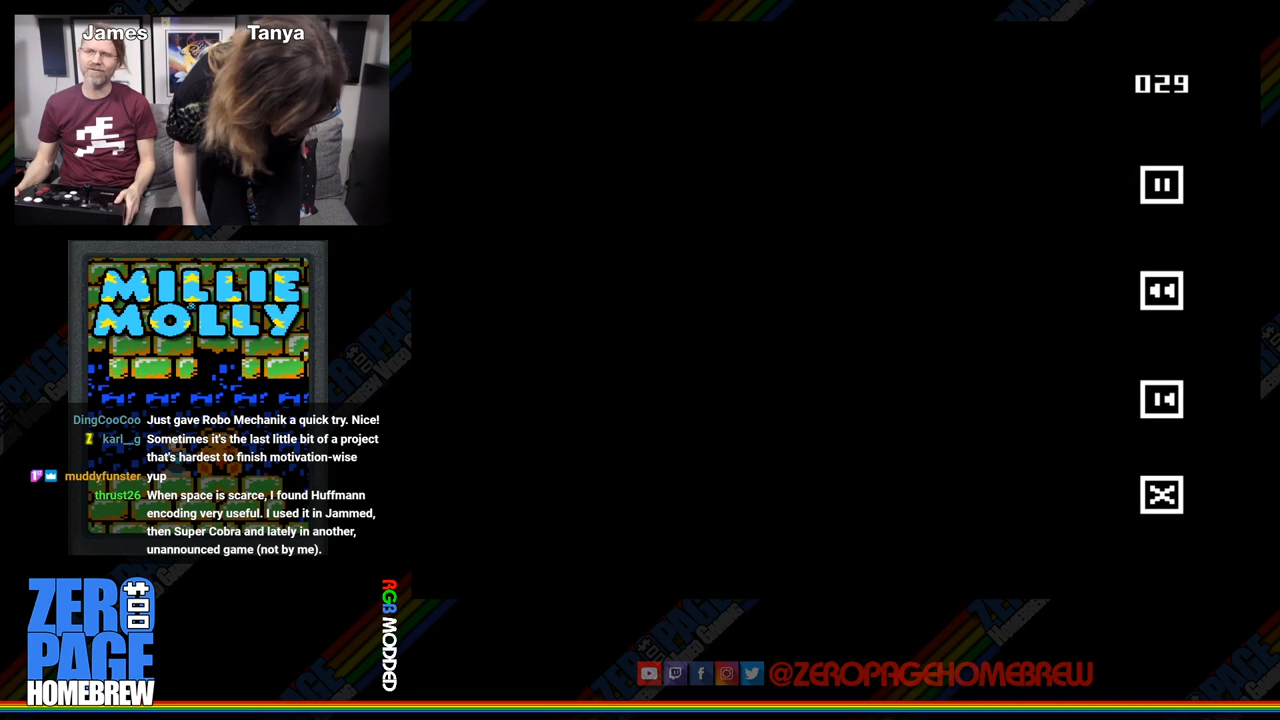 James
Tanya
029
MILLIE
MOLLY
DingCooCoo Just gave Robo Mechanik a quick try. Nice!
karl__g Sometimes it's the last little bit of a project
that's hardest to finish motivation-wise
muddyfunster yup
thrust26 When space is scarce, I found Huffmann
encoding very useful. I used it in Jammed,
then Super Cobra and lately in another,
unannounced game (not by me).
ZERO
PAGE
HOMEBREW
RGB MODDED
@ZEROPAGEHOMEBREW